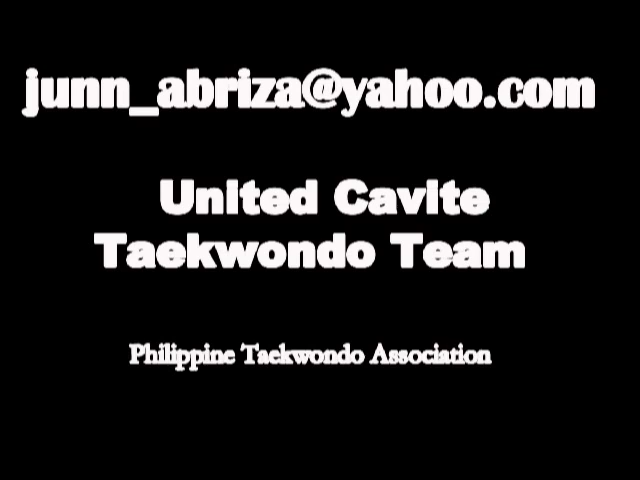 junn_abriza@yahoo.com
United Cavite
Taekwondo Team
Philippine Taekwondo Association